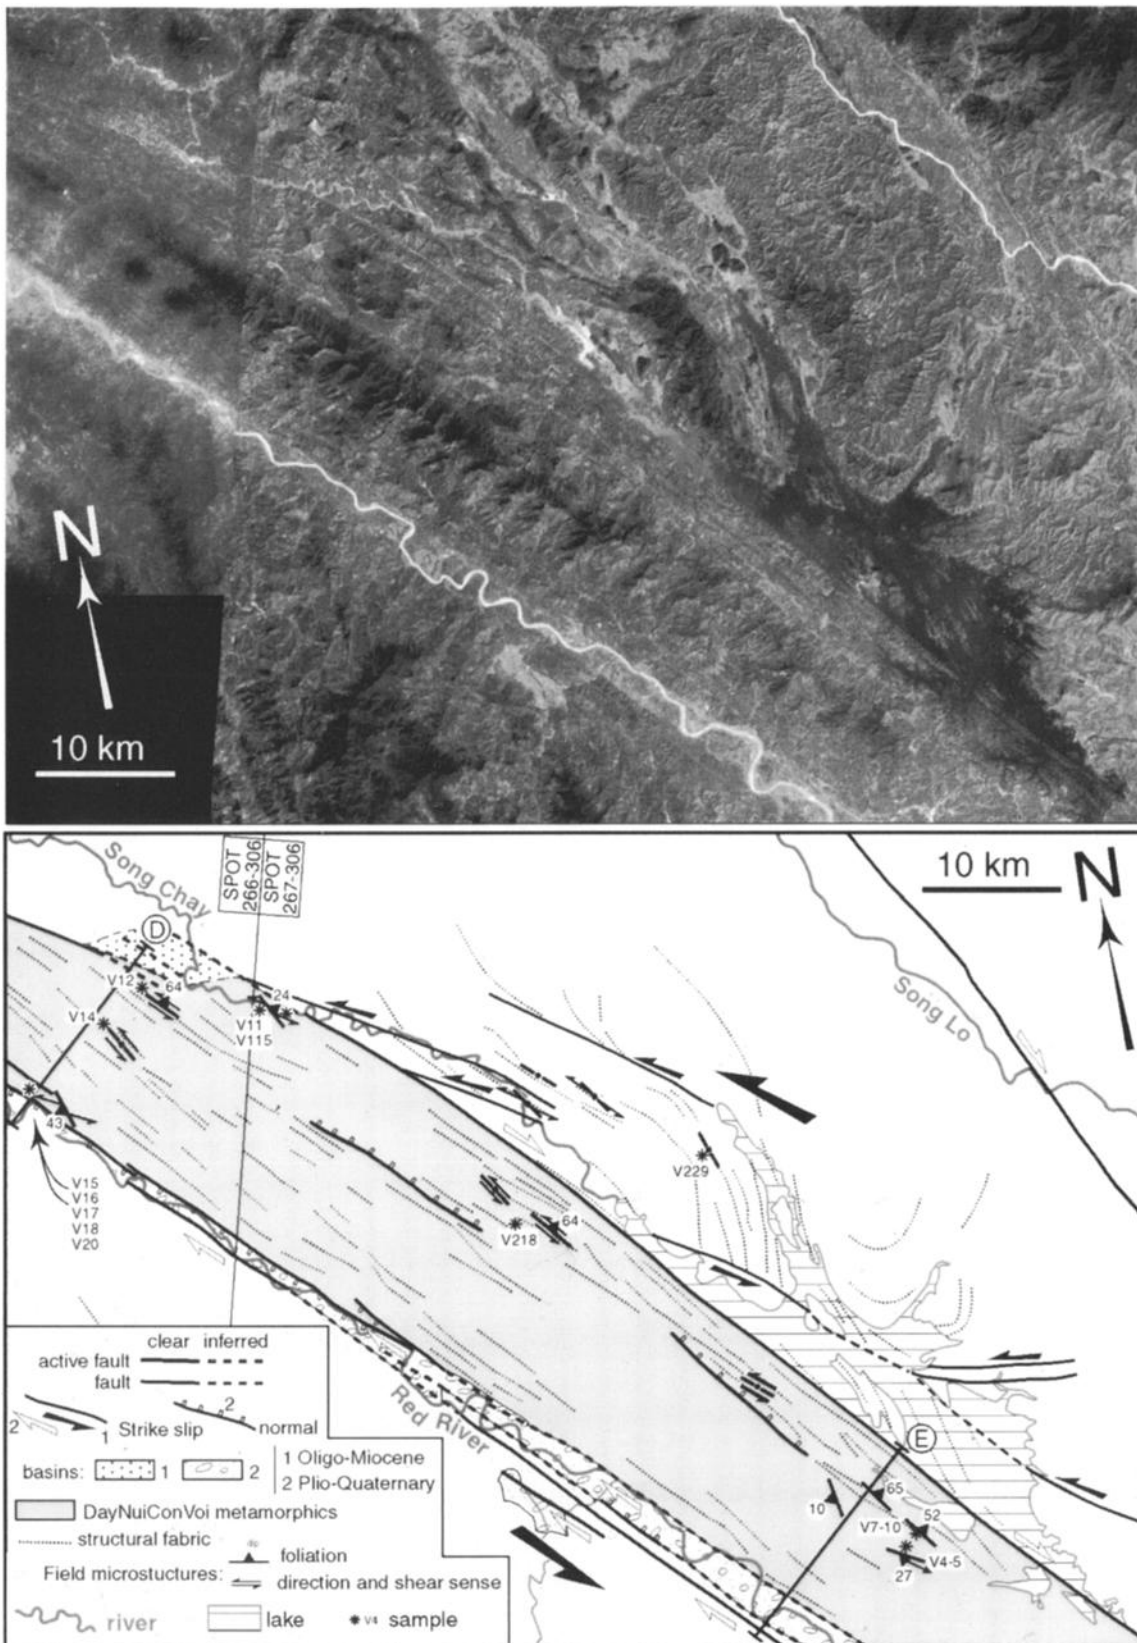 N
10 km
SPOT
266-306
SPOT
267-306
10 km
N
Song Chay
D
Song Lo
V12
64
24
V14
V11
V115
43
V229
V15
V16
V17
V18
V20
64
V218
Red River
E
65
10
52
V7-10
V4-5
27
clear inferred
active fault
fault
2
2 1 Strike slip normal
basins: 1 2 1 Oligo-Miocene
2 Plio-Quaternary
DayNuiConVoi metamorphics
structural fabric
foliation
Field microstuctures: direction and shear sense
river lake V4 sample